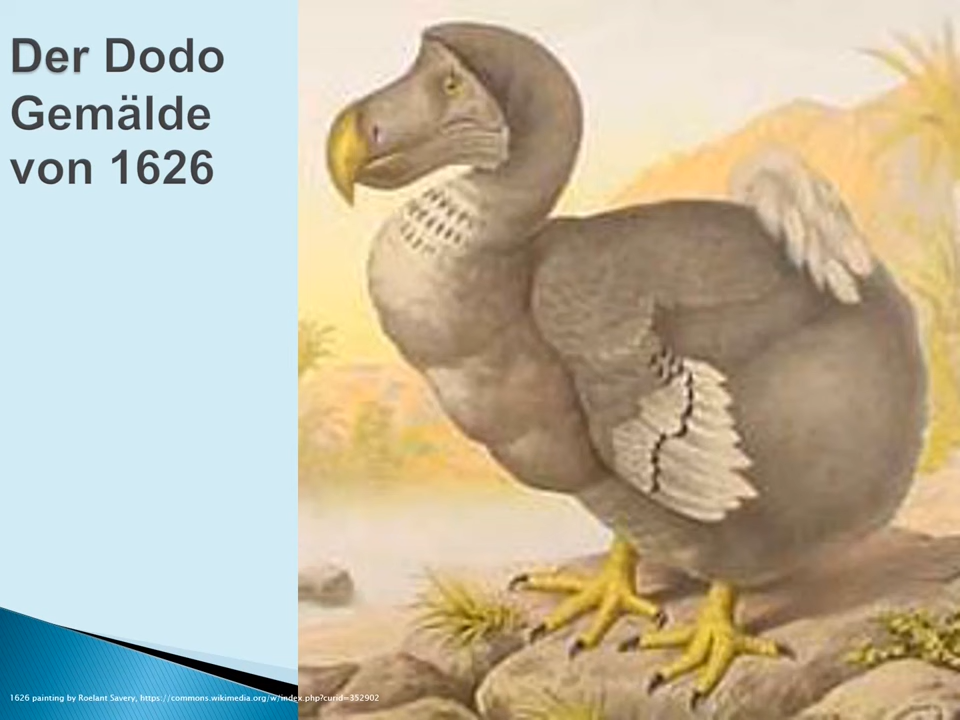 Der Dodo
Gemälde
von 1626
1626 painting by Roelant Savery, https://commons.wikimedia.org/w/index.php?curid=352902